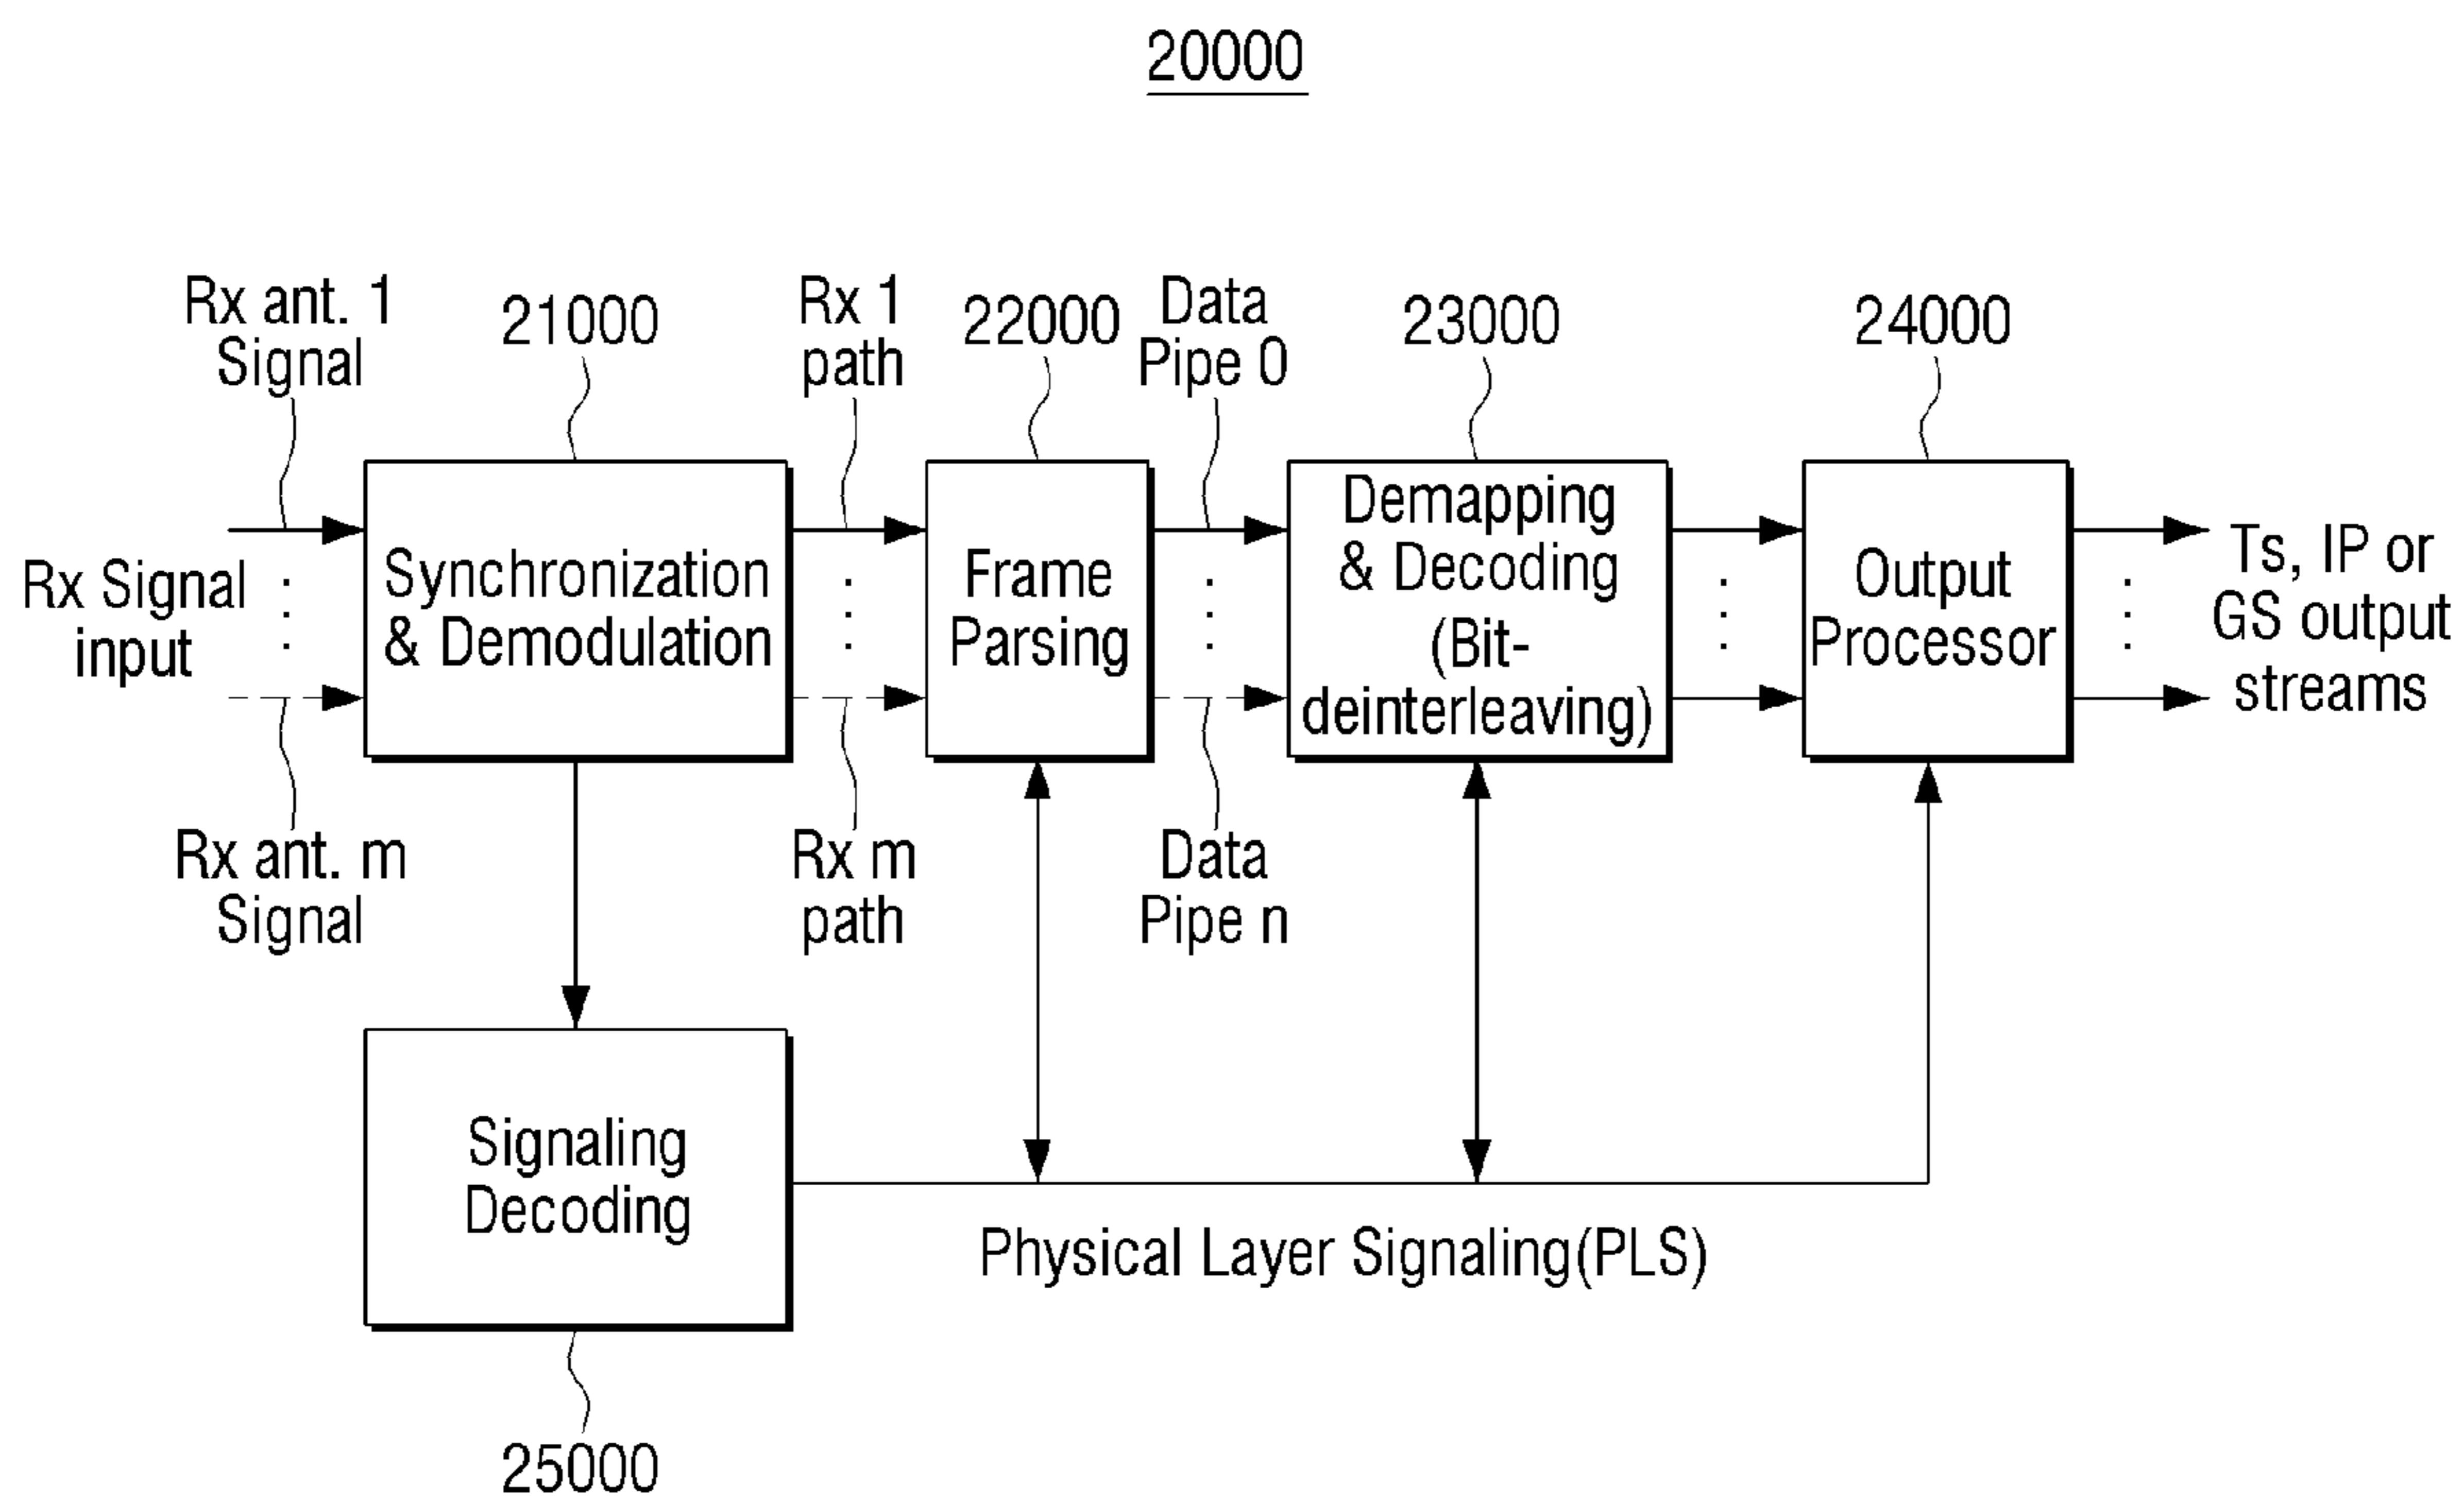 20000
Rx ant. 1
Signal
21000
Rx 1
path
22000
Data
Pipe 0
23000
24000
Rx Signal
input
Synchronization
& Demodulation
Frame
Parsing
Demapping
& Decoding
(Bit-
deinterleaving)
Output
Processor
Ts, IP or
GS output
streams
Rx ant. m
Signal
Rx m
path
Data
Pipe n
Signaling
Decoding
Physical Layer Signaling(PLS)
25000